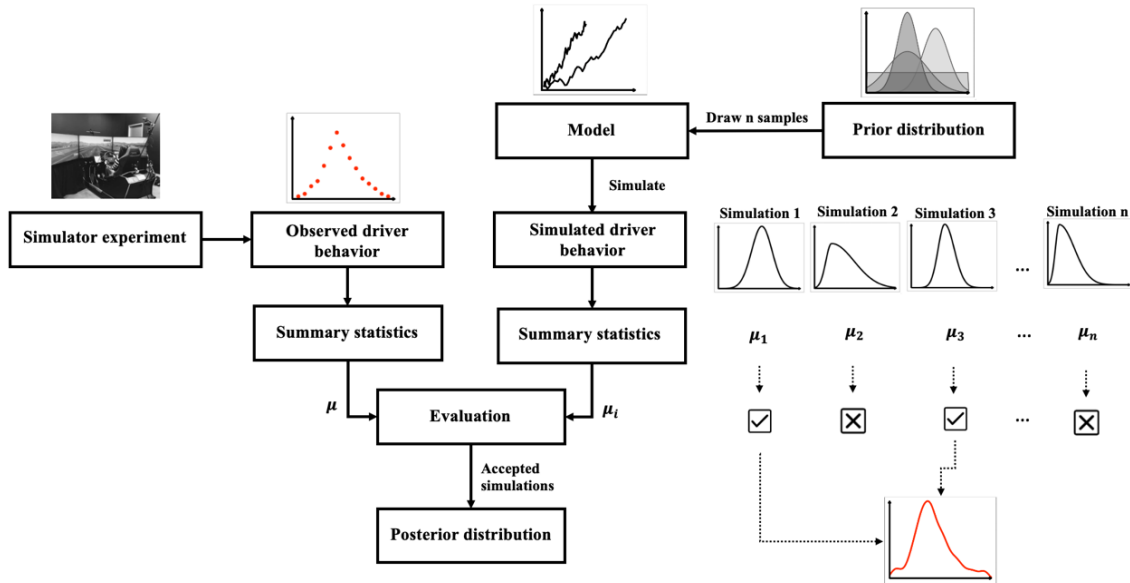 Model
Draw n samples
Prior distribution
Simulate
Simulator experiment
Observed driver
behavior
Simulated driver
behavior
Simulation 1
Simulation 2
Simulation 3
Simulation n
...
Summary statistics
Summary statistics
μ₁
μ₂
μ₃
...
μₙ
μ
Evaluation
μᵢ
...
Accepted
simulations
Posterior distribution